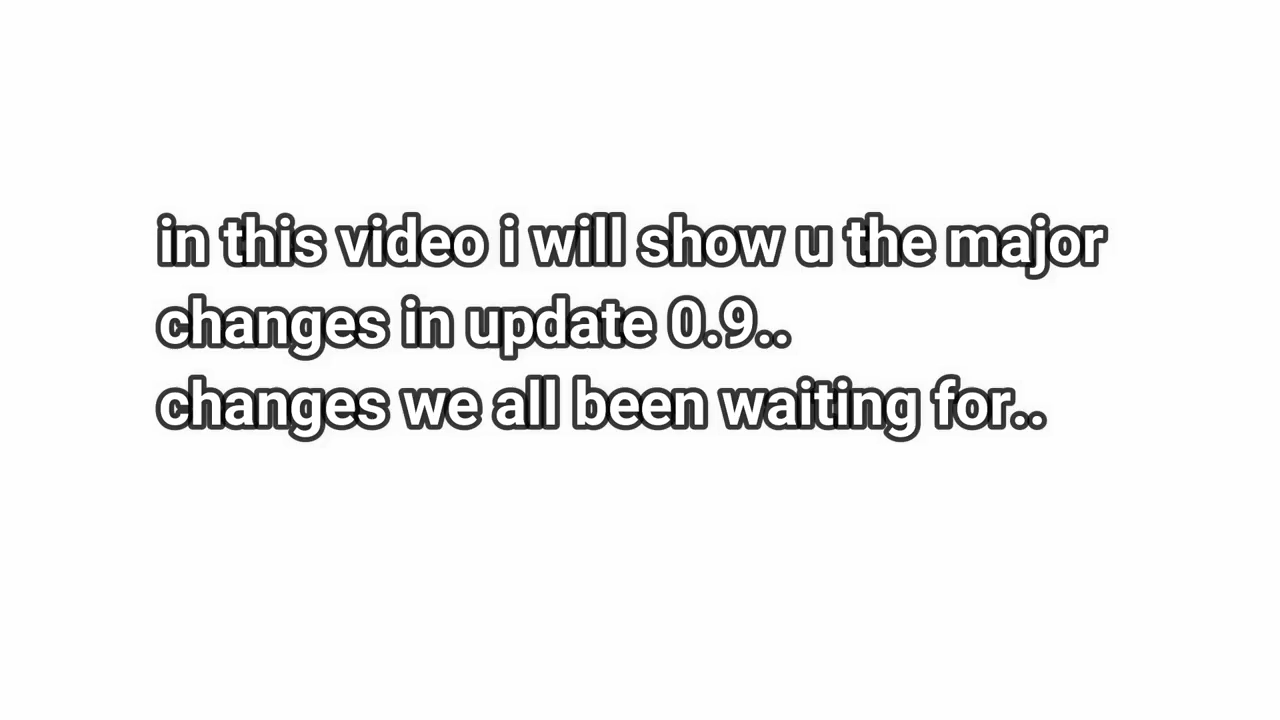 in this video i will show u the major
changes in update 0.9..
changes we all been waiting for..